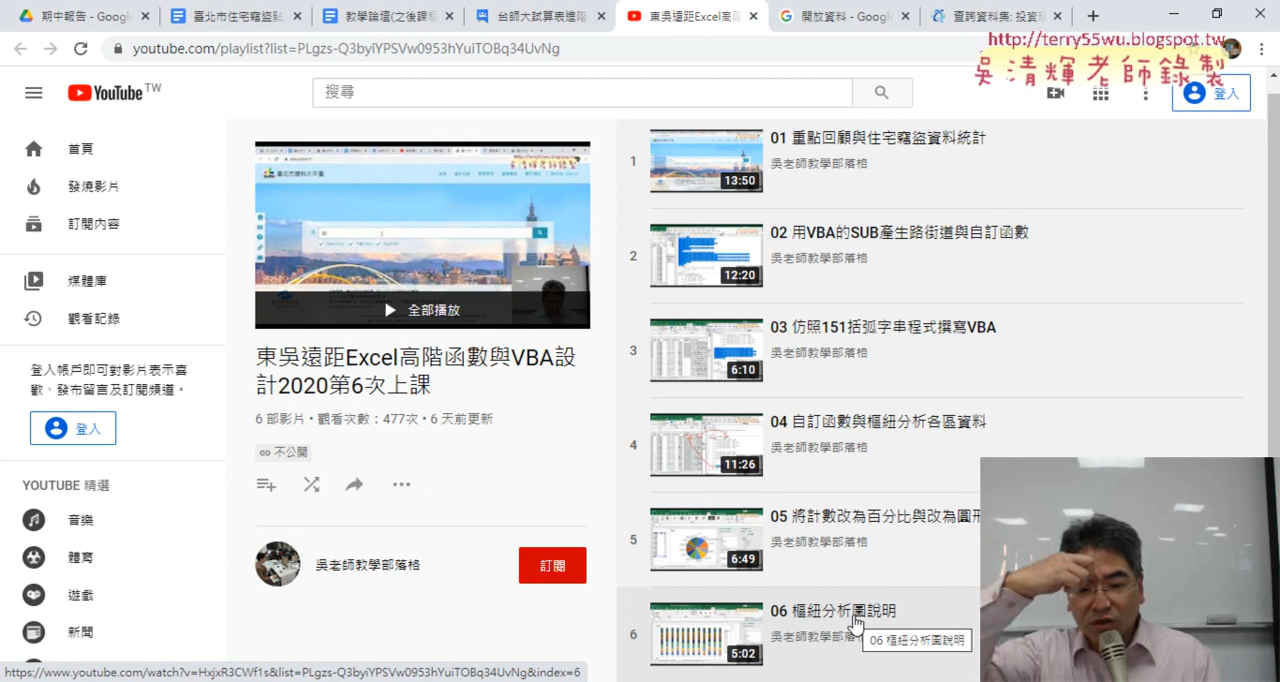 期中報告 - Google
臺北市住宅竊盜點
教學論壇(之後課程
台師大試算表進階
東吳遠距Excel高階
開放資料 - Google
查詢資料集: 投資理
youtube.com/playlist?list=PLgzs-Q3byiYPSVw0953hYuiTOBq34UvNg
http://terry55wu.blogspot.tw
吳清輝老師錄製
YouTube TW
搜尋
登入
首頁
發燒影片
訂閱內容
媒體庫
觀看記錄
登入帳戶即可對影片表示喜
歡、發布留言及訂閱頻道。
登入
YOUTUBE 精選
音樂
體育
遊戲
新聞
全部播放
東吳遠距Excel高階函數與VBA設
計2020第6次上課
6 部影片 • 觀看次數：477次 • 6 天前更新
不公開
吳老師教學部落格
訂閱
1
13:50
01 重點回顧與住宅竊盜資料統計
吳老師教學部落格
2
12:20
02 用VBA的SUB產生路街道與自訂函數
吳老師教學部落格
3
6:10
03 仿照151括弧字串程式撰寫VBA
吳老師教學部落格
4
11:26
04 自訂函數與樞紐分析各區資料
吳老師教學部落格
5
6:49
05 將計數改為百分比與改為圓形
吳老師教學部落格
6
5:02
06 樞紐分析圖說明
吳老師教學部落格
06 樞紐分析圖說明
https://www.youtube.com/watch?v=HxjxR3CWf1s&list=PLgzs-Q3byiYPSVw0953hYuiTOBq34UvNg&index=6